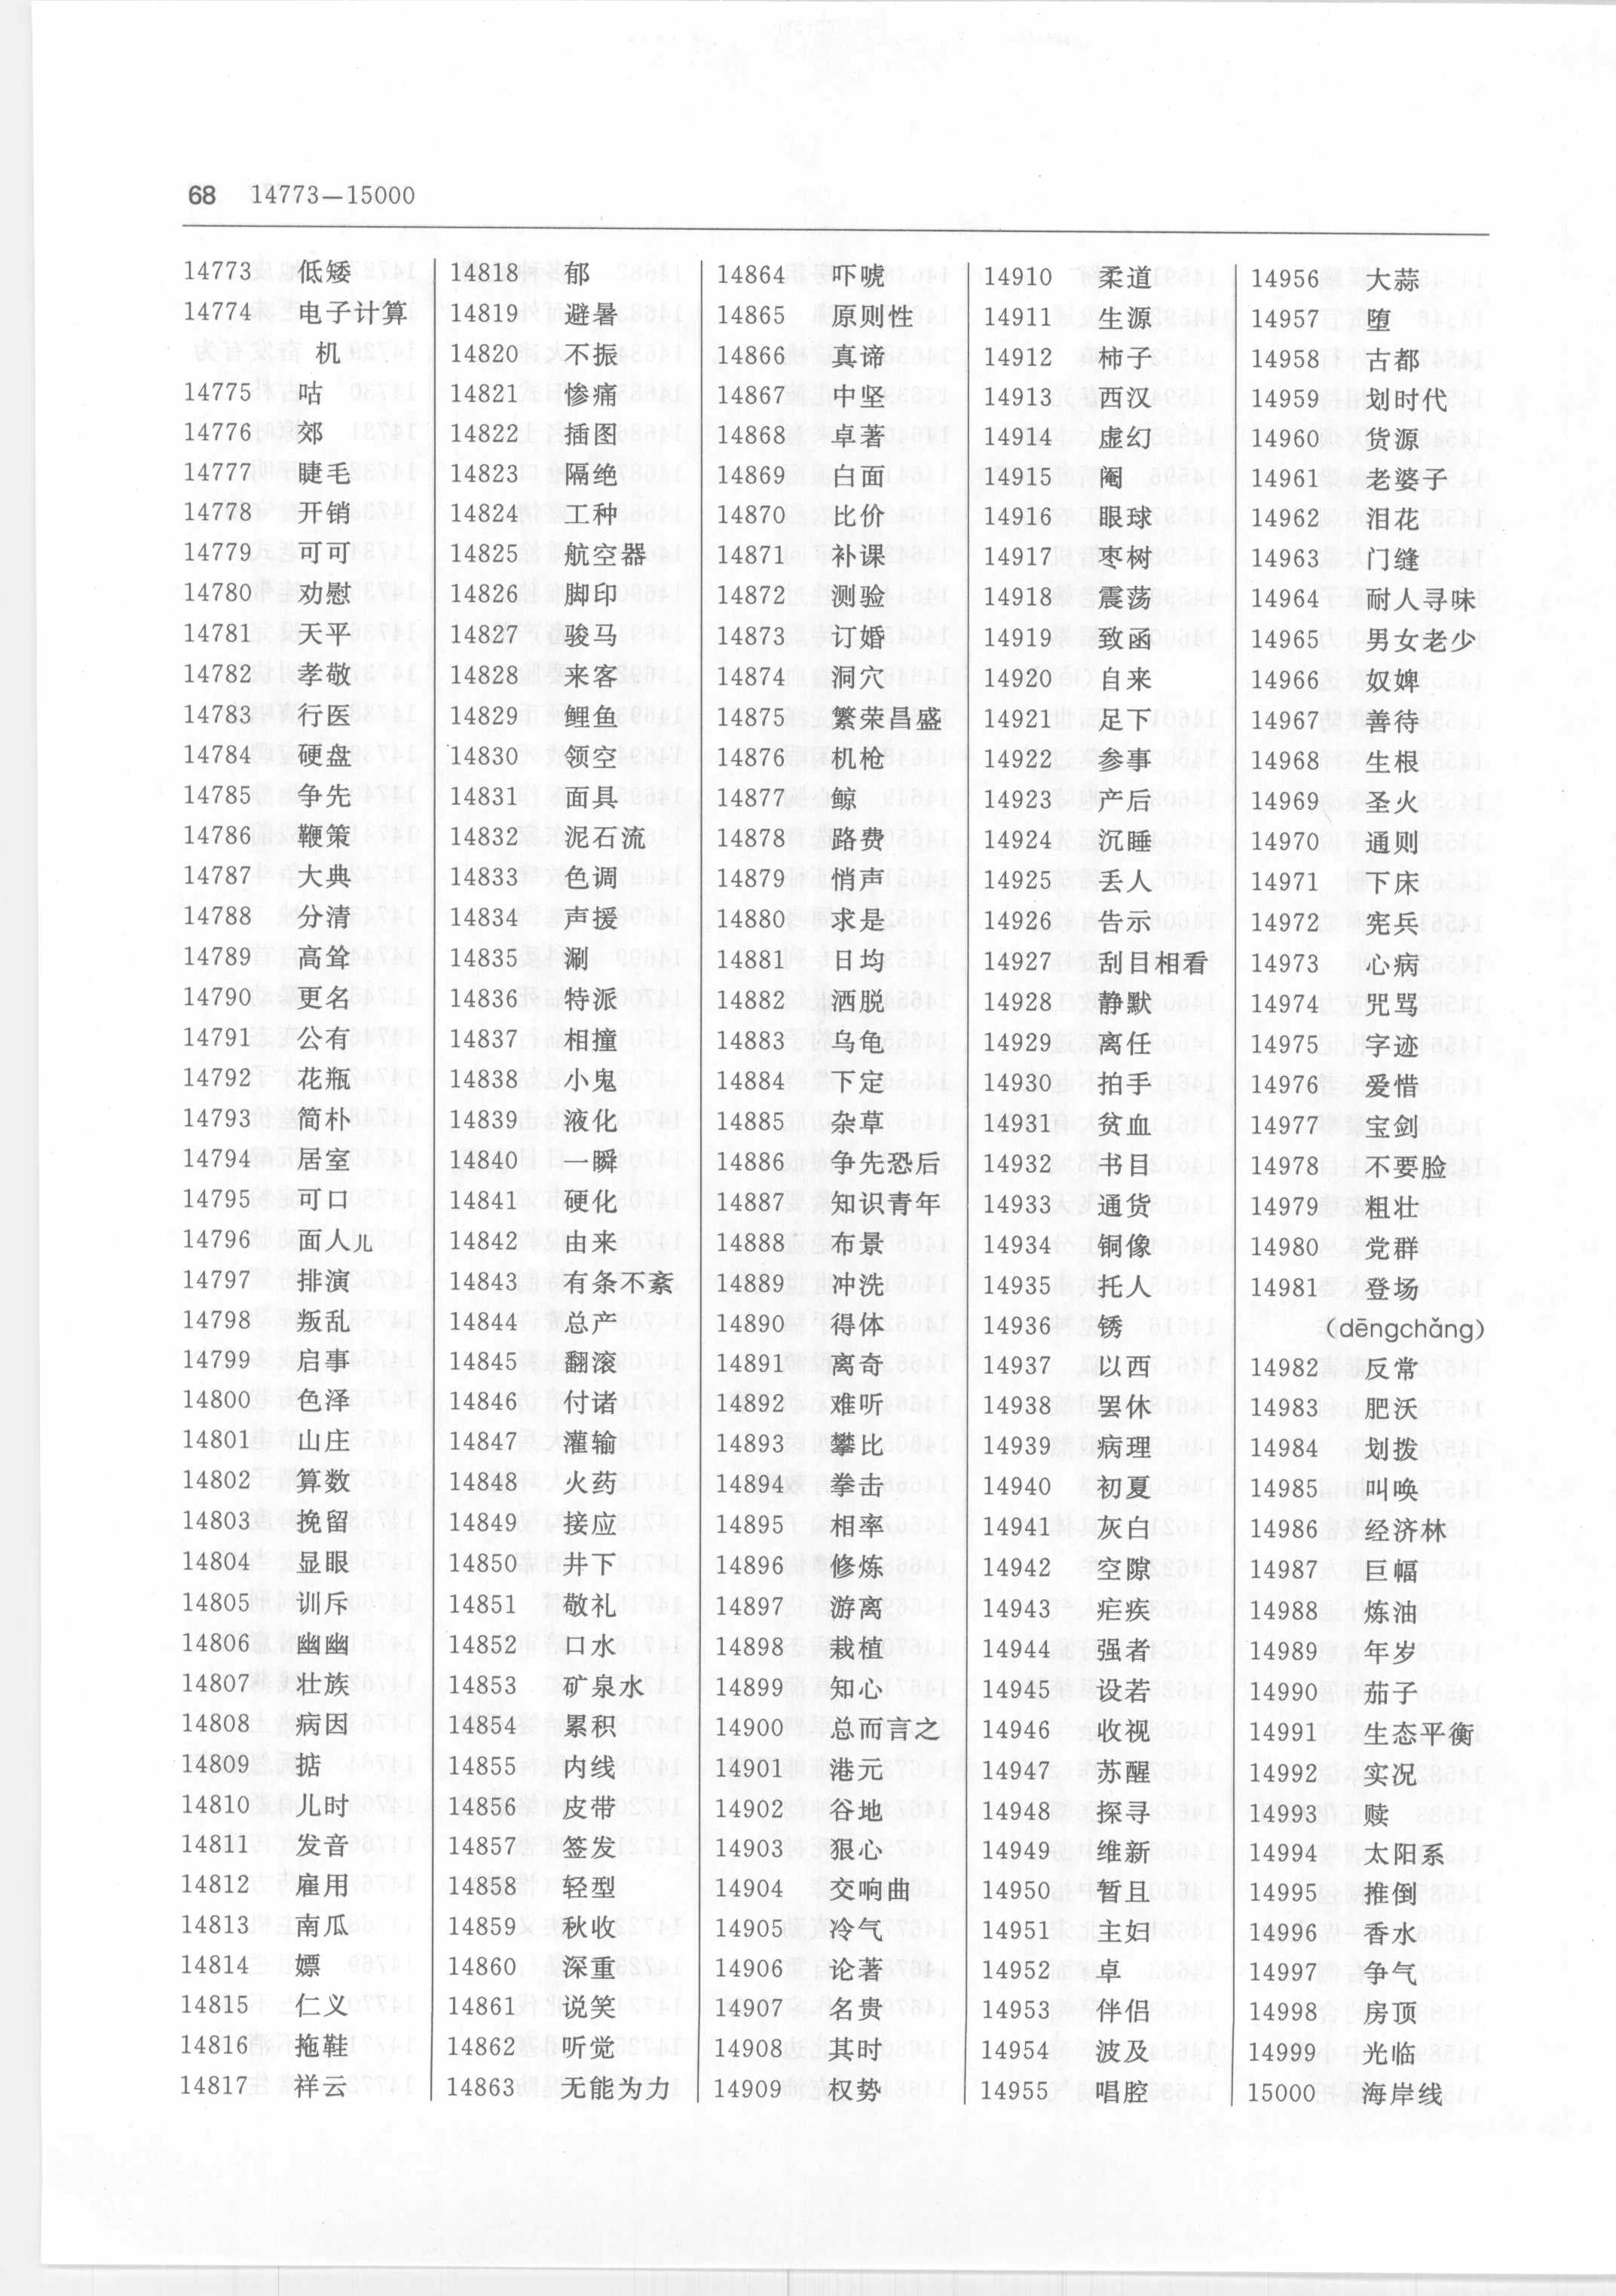 68 14773—15000
14773 低矮
14774 电子计算
机
14775 咕
14776 郊
14777 睫毛
14778 开销
14779 可可
14780 劝慰
14781 天平
14782 孝敬
14783 行医
14784 硬盘
14785 争先
14786 鞭策
14787 大典
14788 分清
14789 高耸
14790 更名
14791 公有
14792 花瓶
14793 简朴
14794 居室
14795 可口
14796 面人儿
14797 排演
14798 叛乱
14799 启事
14800 色泽
14801 山庄
14802 算数
14803 挽留
14804 显眼
14805 训斥
14806 幽幽
14807 壮族
14808 病因
14809 掂
14810 儿时
14811 发音
14812 雇用
14813 南瓜
14814 嫖
14815 仁义
14816 拖鞋
14817 祥云
14818 郁
14819 避暑
14820 不振
14821 惨痛
14822 插图
14823 隔绝
14824 工种
14825 航空器
14826 脚印
14827 骏马
14828 来客
14829 鲤鱼
14830 领空
14831 面具
14832 泥石流
14833 色调
14834 声援
14835 涮
14836 特派
14837 相撞
14838 小鬼
14839 液化
14840 一瞬
14841 硬化
14842 由来
14843 有条不紊
14844 总产
14845 翻滚
14846 付诸
14847 灌输
14848 火药
14849 接应
14850 井下
14851 敬礼
14852 口水
14853 矿泉水
14854 累积
14855 内线
14856 皮带
14857 签发
14858 轻型
14859 秋收
14860 深重
14861 说笑
14862 听觉
14863 无能为力
14864 吓唬
14865 原则性
14866 真谛
14867 中坚
14868 卓著
14869 白面
14870 比价
14871 补课
14872 测验
14873 订婚
14874 洞穴
14875 繁荣昌盛
14876 机枪
14877 鲸
14878 路费
14879 悄声
14880 求是
14881 日均
14882 洒脱
14883 乌龟
14884 下定
14885 杂草
14886 争先恐后
14887 知识青年
14888 布景
14889 冲洗
14890 得体
14891 离奇
14892 难听
14893 攀比
14894 拳击
14895 相率
14896 修炼
14897 游离
14898 栽植
14899 知心
14900 总而言之
14901 港元
14902 谷地
14903 狠心
14904 交响曲
14905 冷气
14906 论著
14907 名贵
14908 其时
14909 权势
14910 柔道
14911 生源
14912 柿子
14913 西汉
14914 虚幻
14915 阉
14916 眼球
14917 枣树
14918 震荡
14919 致函
14920 自来
14921 足下
14922 参事
14923 产后
14924 沉睡
14925 丢人
14926 告示
14927 刮目相看
14928 静默
14929 离任
14930 拍手
14931 贫血
14932 书目
14933 通货
14934 铜像
14935 托人
14936 锈
14937 以西
14938 罢休
14939 病理
14940 初夏
14941 灰白
14942 空隙
14943 疟疾
14944 强者
14945 设若
14946 收视
14947 苏醒
14948 探寻
14949 维新
14950 暂且
14951 主妇
14952 卓
14953 伴侣
14954 波及
14955 唱腔
14956 大蒜
14957 堕
14958 古都
14959 划时代
14960 货源
14961 老婆子
14962 泪花
14963 门缝
14964 耐人寻味
14965 男女老少
14966 奴婢
14967 善待
14968 生根
14969 圣火
14970 通则
14971 下床
14972 宪兵
14973 心病
14974 咒骂
14975 字迹
14976 爱惜
14977 宝剑
14978 不要脸
14979 粗壮
14980 党群
14981 登场
(dēngchǎng)
14982 反常
14983 肥沃
14984 划拨
14985 叫唤
14986 经济林
14987 巨幅
14988 炼油
14989 年岁
14990 茄子
14991 生态平衡
14992 实况
14993 赎
14994 太阳系
14995 推倒
14996 香水
14997 争气
14998 房顶
14999 光临
15000 海岸线